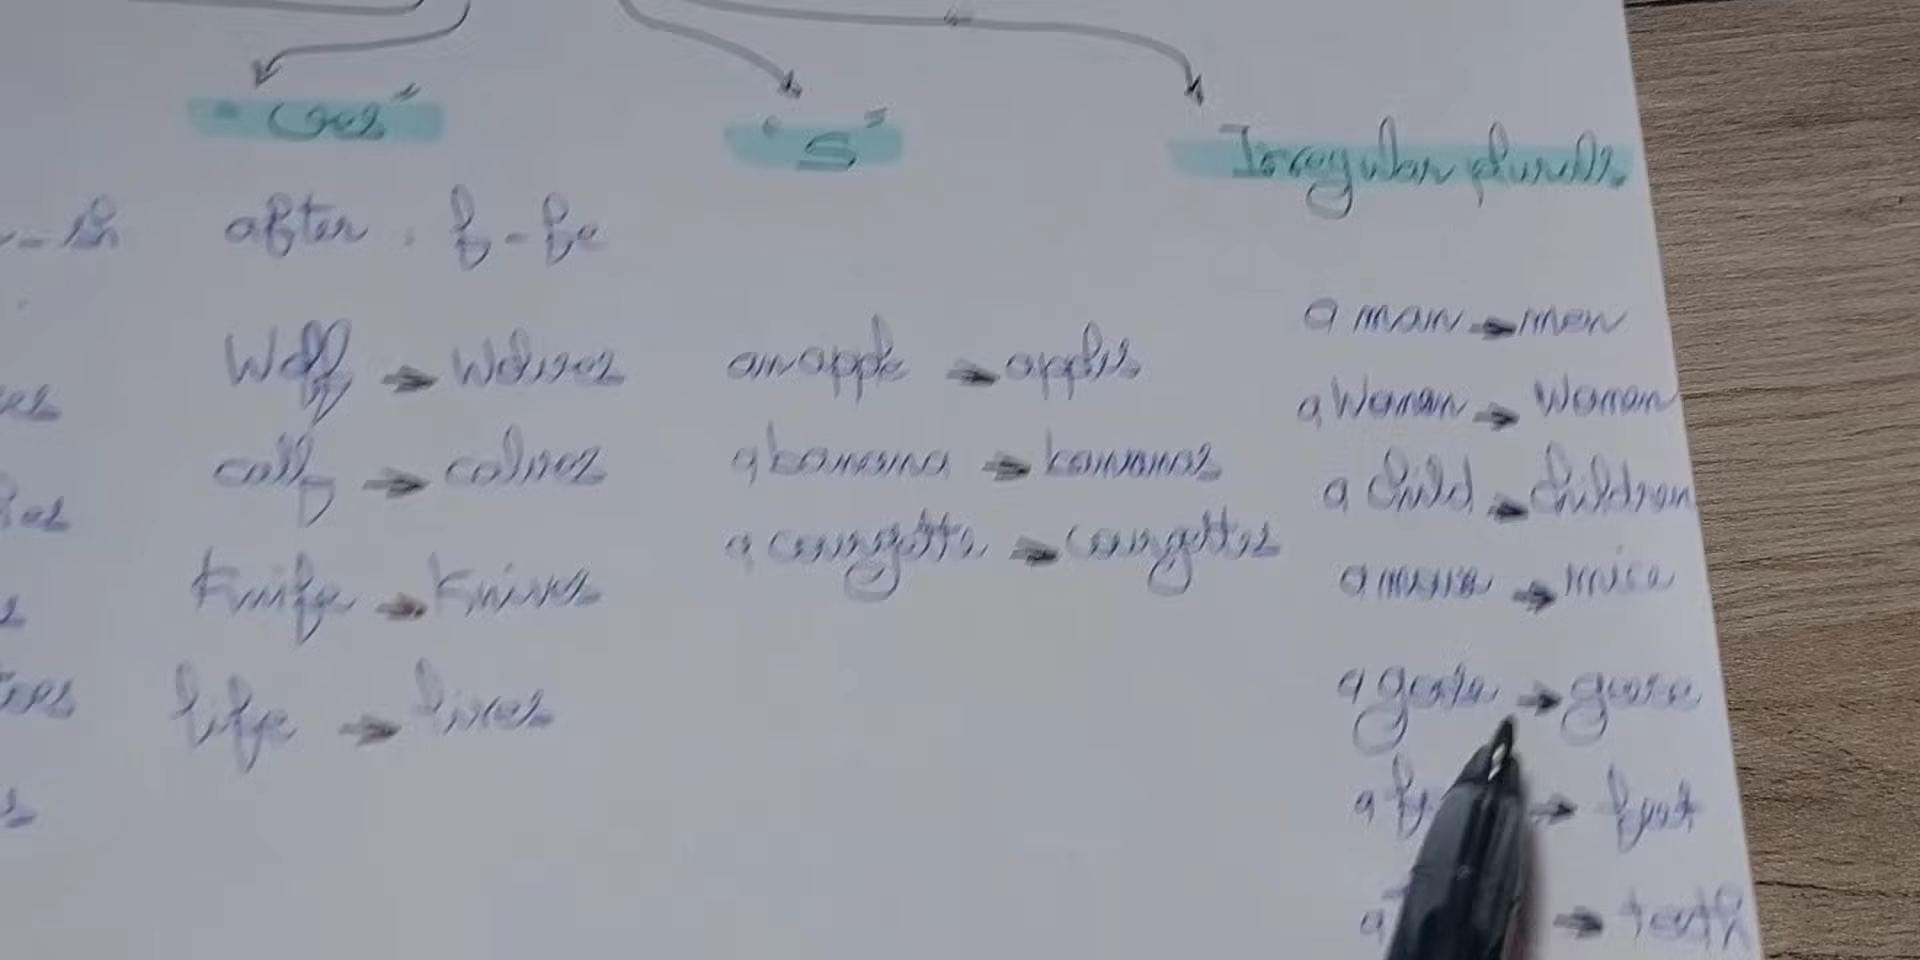 "ves"
"S"
Irregular plurals
after: f - fe
Wolf → Wolves
calf → calves
Knife → Knives
life → lives
an apple → apples
a banana → bananas
a courgette → courgettes
a man → men
a Woman → Women
a child → children
a mouse → mice
a goose → geese
a → feet
a → teeth